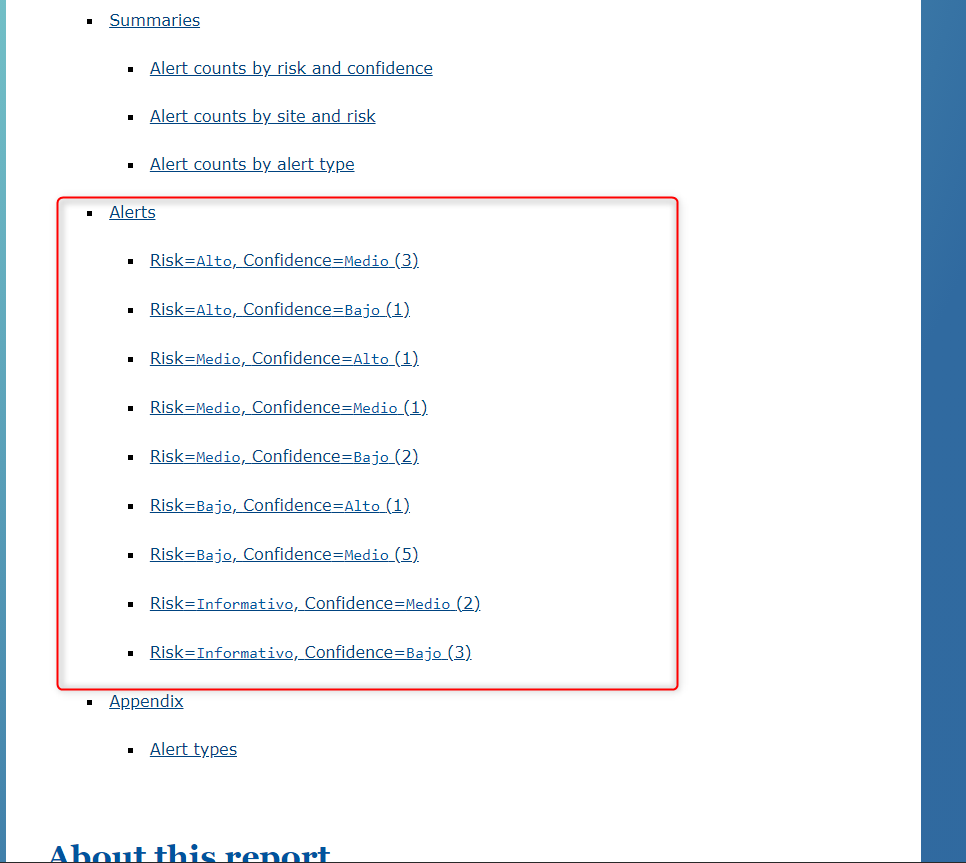 Summaries
Alert counts by risk and confidence
Alert counts by site and risk
Alert counts by alert type
Alerts
Risk=Alto, Confidence=Medio (3)
Risk=Alto, Confidence=Bajo (1)
Risk=Medio, Confidence=Alto (1)
Risk=Medio, Confidence=Medio (1)
Risk=Medio, Confidence=Bajo (2)
Risk=Bajo, Confidence=Alto (1)
Risk=Bajo, Confidence=Medio (5)
Risk=Informativo, Confidence=Medio (2)
Risk=Informativo, Confidence=Bajo (3)
Appendix
Alert types
About this report